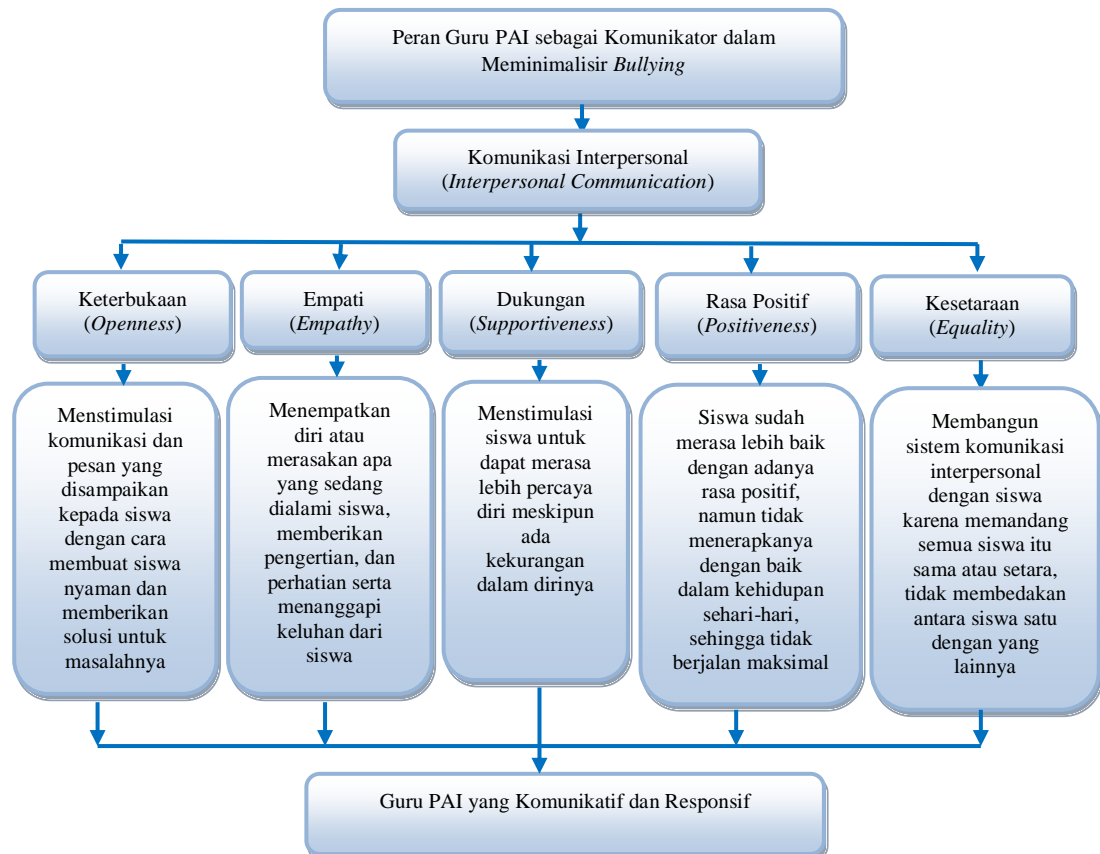 Peran Guru PAI sebagai Komunikator dalam
Meminimalisir Bullying
Komunikasi Interpersonal
(Interpersonal Communication)
Keterbukaan
(Openness)
Empati
(Empathy)
Dukungan
(Supportiveness)
Rasa Positif
(Positiveness)
Kesetaraan
(Equality)
Menstimulasi
komunikasi dan
pesan yang
disampaikan
kepada siswa
dengan cara
membuat siswa
nyaman dan
memberikan
solusi untuk
masalahnya
Menempatkan
diri atau
merasakan apa
yang sedang
dialami siswa,
memberikan
pengertian, dan
perhatian serta
menanggapi
keluhan dari
siswa
Menstimulasi
siswa untuk
dapat merasa
lebih percaya
diri meskipun
ada
kekurangan
dalam dirinya
Siswa sudah
merasa lebih baik
dengan adanya
rasa positif,
namun tidak
menerapkanya
dengan baik
dalam kehidupan
sehari-hari,
sehingga tidak
berjalan maksimal
Membangun
sistem komunikasi
interpersonal
dengan siswa
karena memandang
semua siswa itu
sama atau setara,
tidak membedakan
antara siswa satu
dengan yang
lainnya
Guru PAI yang Komunikatif dan Responsif